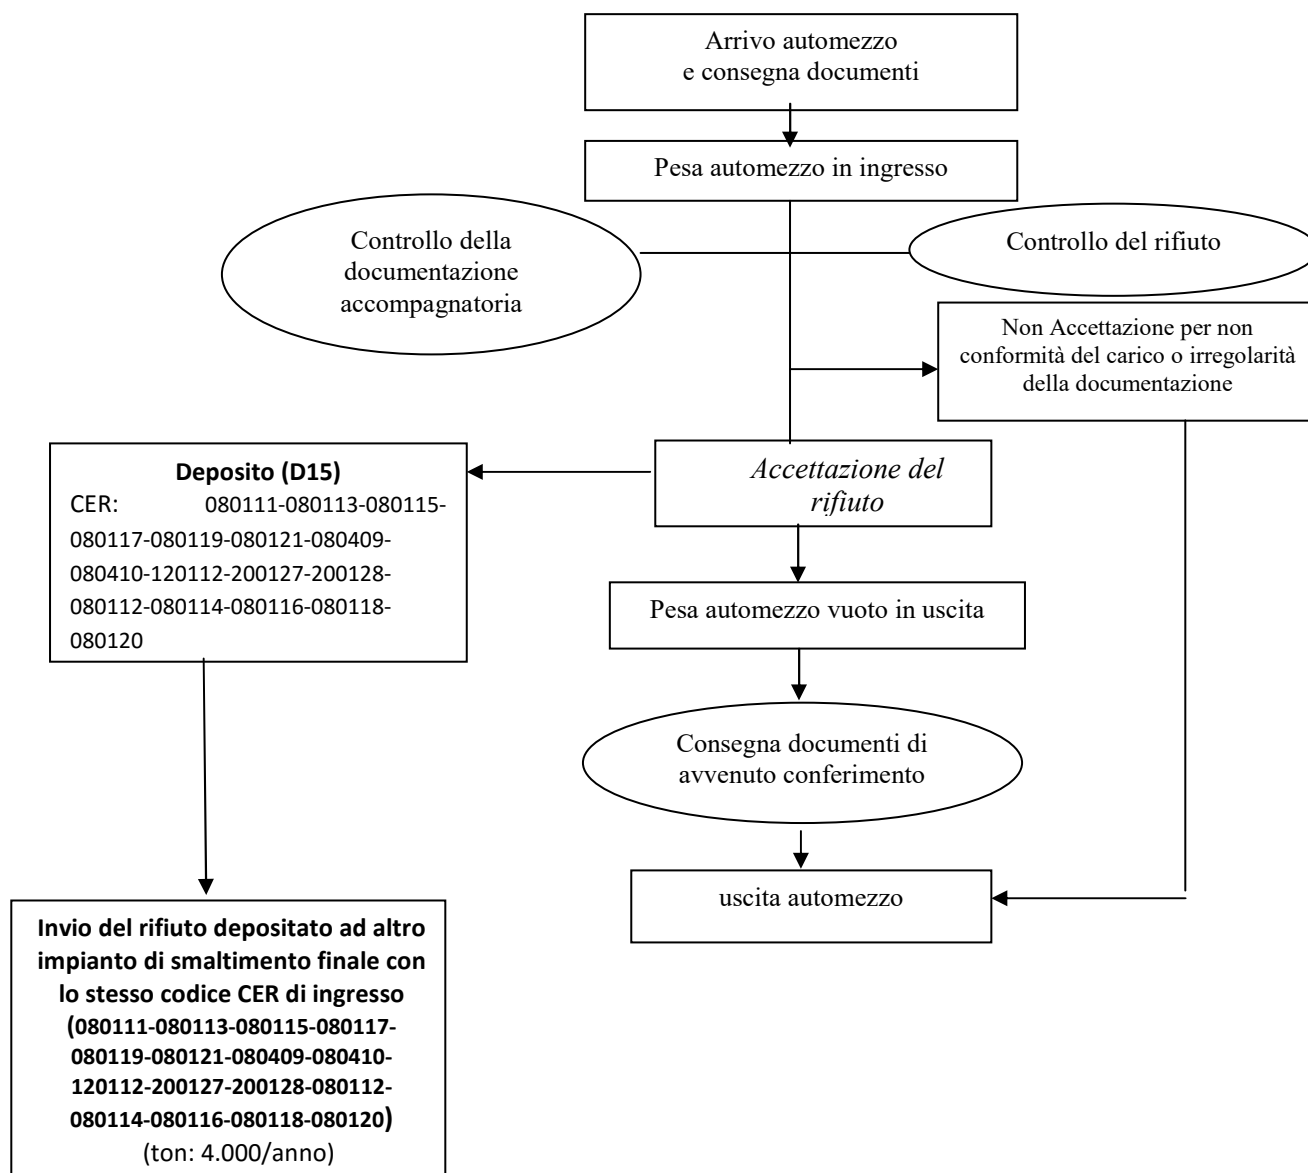 Arrivo automezzo
e consegna documenti
Pesa automezzo in ingresso
Controllo della
documentazione
accompagnatoria
Controllo del rifiuto
Non Accettazione per non
conformità del carico o irregolarità
della documentazione
Deposito (D15)
CER: 080111-080113-080115-
080117-080119-080121-080409-
080410-120112-200127-200128-
080112-080114-080116-080118-
080120
Accettazione del
rifiuto
Pesa automezzo vuoto in uscita
Consegna documenti di
avvenuto conferimento
uscita automezzo
Invio del rifiuto depositato ad altro
impianto di smaltimento finale con
lo stesso codice CER di ingresso
(080111-080113-080115-080117-
080119-080121-080409-080410-
120112-200127-200128-080112-
080114-080116-080118-080120)
(ton: 4.000/anno)